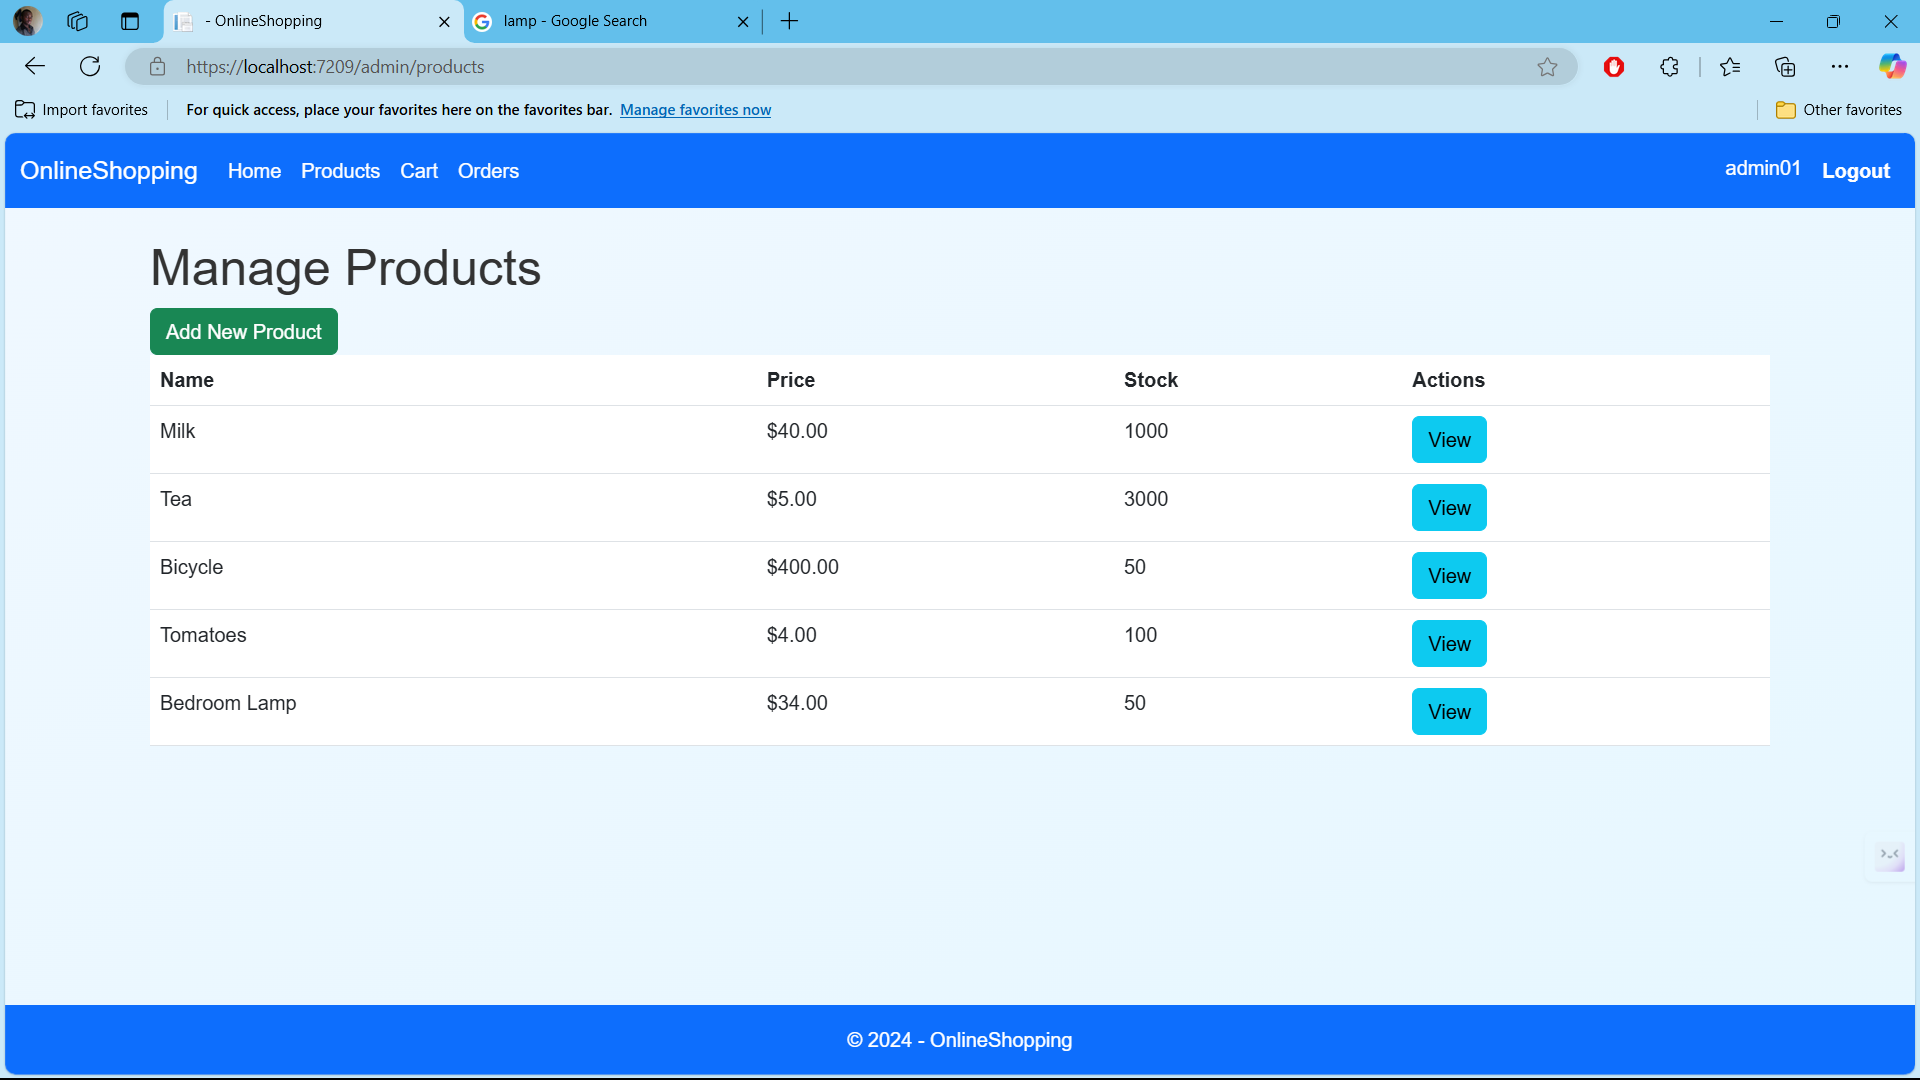 - OnlineShopping
lamp - Google Search
https://localhost:7209/admin/products
Import favorites
For quick access, place your favorites here on the favorites bar. Manage favorites now
Other favorites
OnlineShopping Home Products Cart Orders admin01 Logout
Manage Products
Add New Product
Name Price Stock Actions
Milk $40.00 1000 View
Tea $5.00 3000 View
Bicycle $400.00 50 View
Tomatoes $4.00 100 View
Bedroom Lamp $34.00 50 View
© 2024 - OnlineShopping